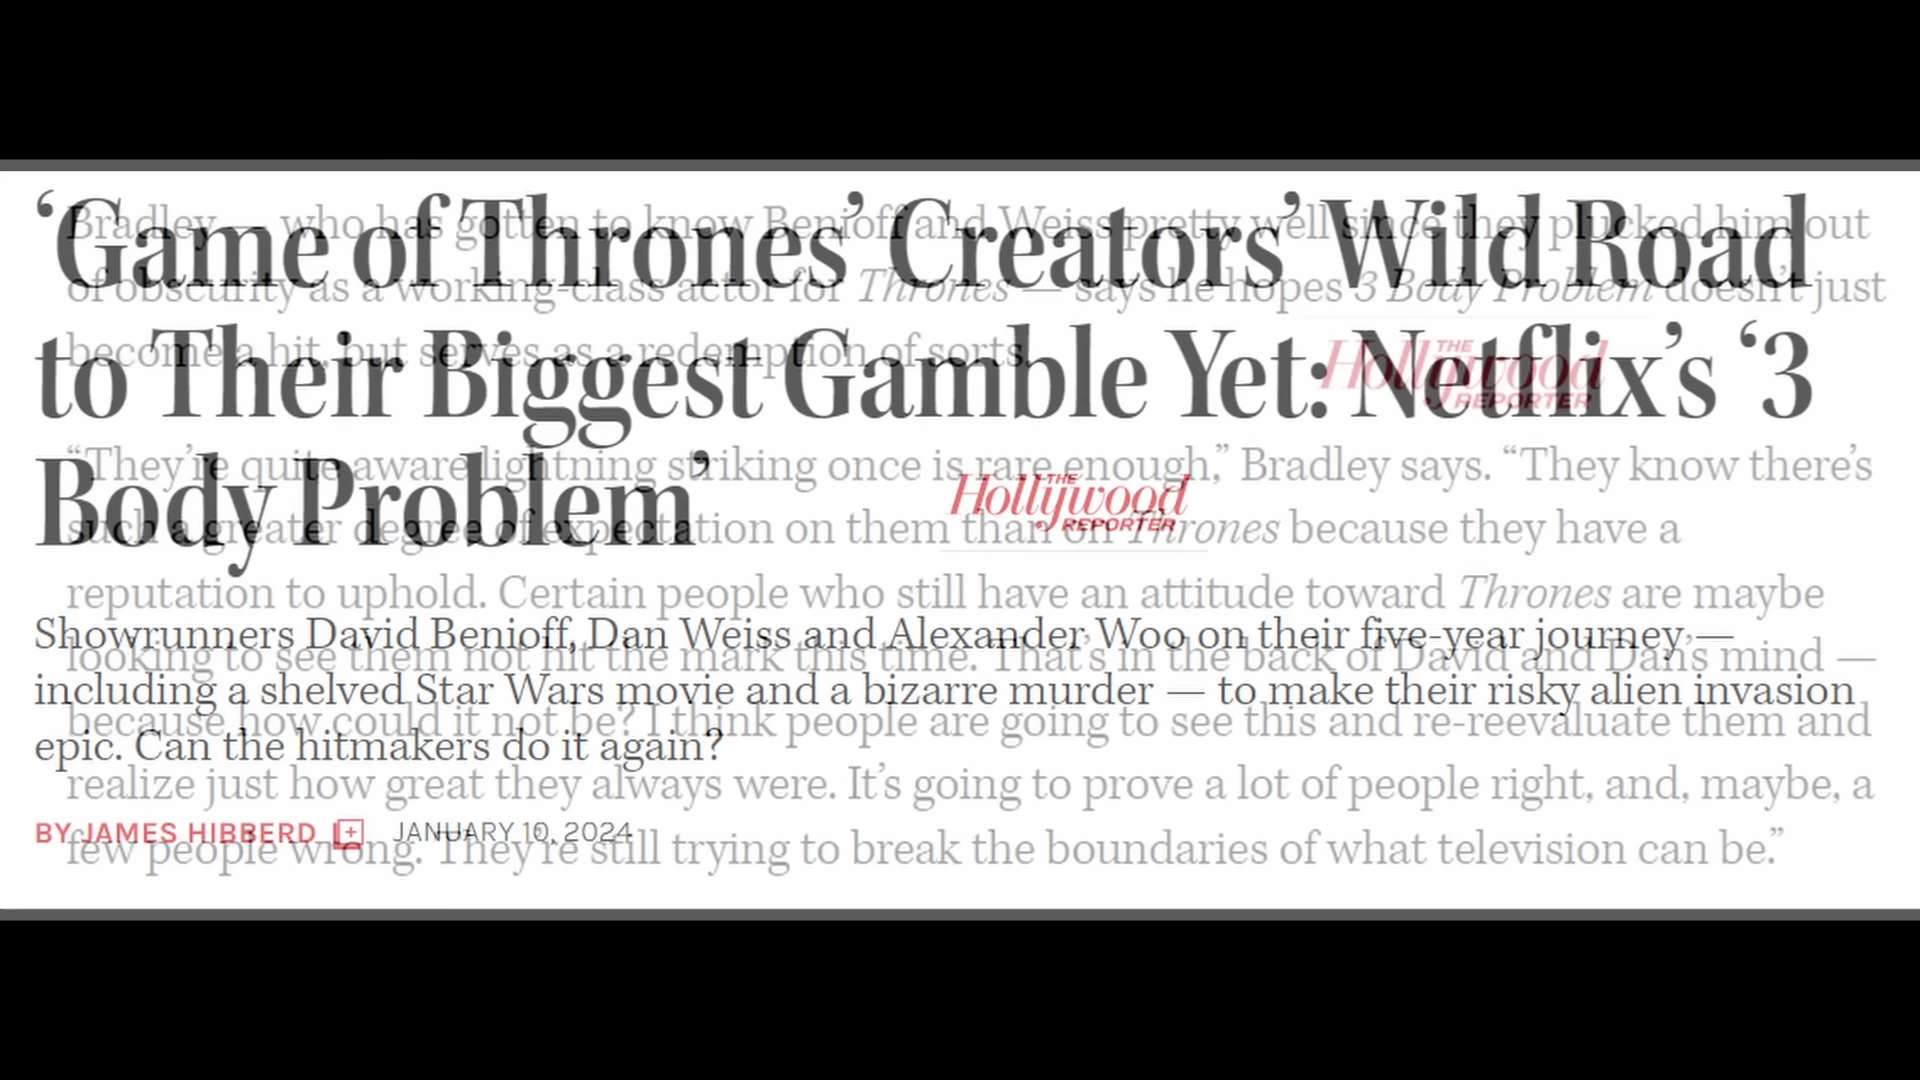 ‘Game of Thrones’ Creators’ Wild Road
to Their Biggest Gamble Yet: Netflix’s ‘3
Body Problem’
THE
Hollywood
REPORTER
Showrunners David Benioff, Dan Weiss and Alexander Woo on their five-year journey —
including a shelved Star Wars movie and a bizarre murder — to make their risky alien invasion
epic. Can the hitmakers do it again?
BY JAMES HIBBERD JANUARY 10, 2024
Bradley — who has gotten to know Benioff and Weiss pretty well since they plucked him out
of obscurity as a working-class actor for Thrones — says he hopes 3 Body Problem doesn’t just
become a hit, but serves as a redemption of sorts.
THE
Hollywood
REPORTER
“They’re quite aware lightning striking once is rare enough,” Bradley says. “They know there’s
such a greater degree of expectation on them than on Thrones because they have a
reputation to uphold. Certain people who still have an attitude toward Thrones are maybe
looking to see them not hit the mark this time. That’s in the back of David and Dan’s mind —
because how could it not be? I think people are going to see this and re-reevaluate them and
realize just how great they always were. It’s going to prove a lot of people right, and, maybe, a
few people wrong. They’re still trying to break the boundaries of what television can be.”